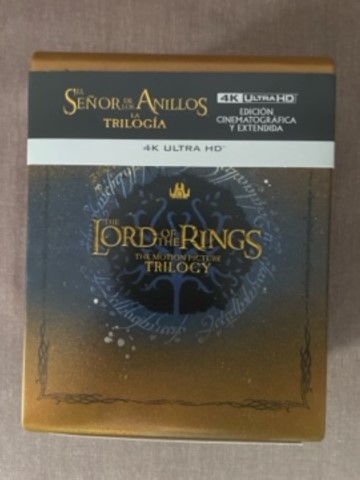 EL
SEÑOR DE LOS ANILLOS
LA
TRILOGÍA
4K ULTRA HD
EDICIÓN
CINEMATOGRÁFICA
Y EXTENDIDA
4K ULTRA HD™
THE
LORD OF THE RINGS
THE MOTION PICTURE
TRILOGY